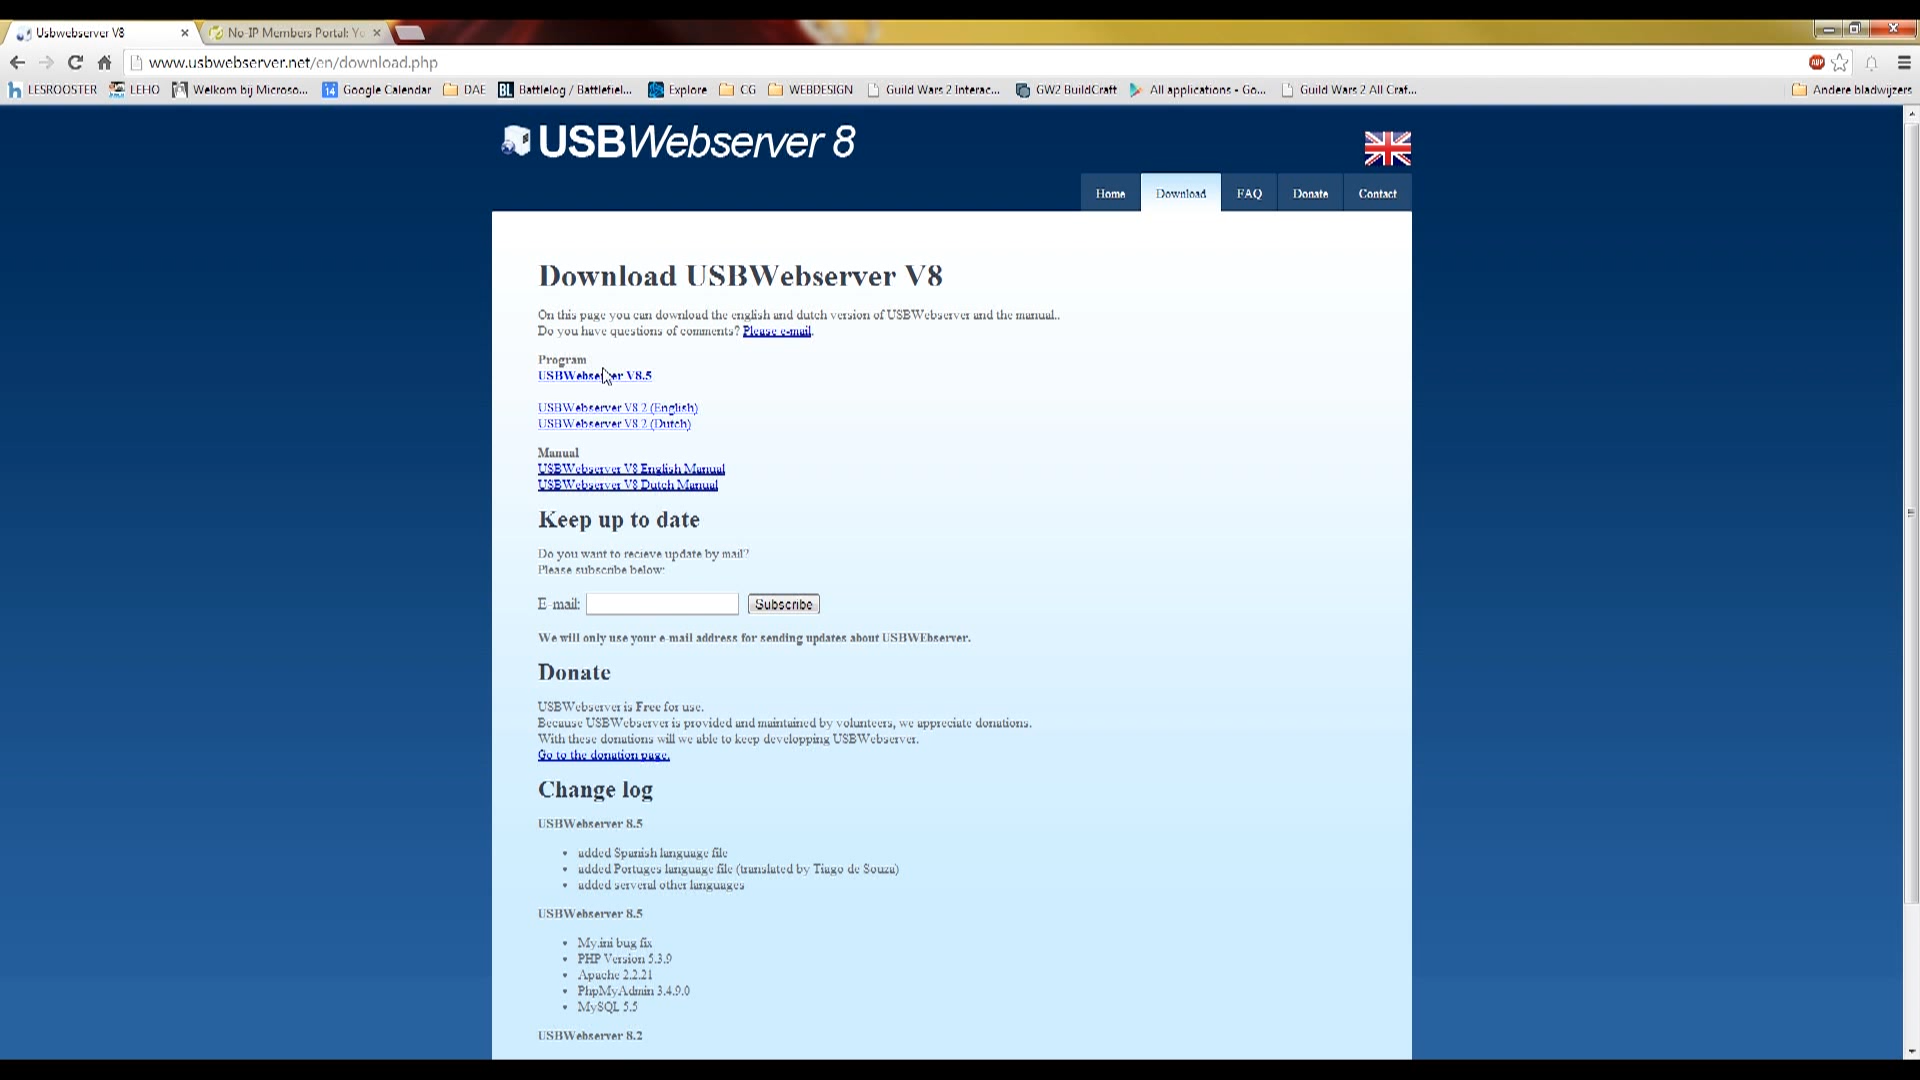 Usbwebserver V8
No-IP Members Portal: Yo
www.usbwebserver.net/en/download.php
ABP
LESROOSTER LEHO Welkom bij Microso... 14 Google Calendar DAE BL Battlelog / Battlefiel... Explore CG WEBDESIGN Guild Wars 2 Interac... GW2 BuildCraft All applications - Go... Guild Wars 2 All Craf... Andere bladwijzers
USBWebserver 8
Home Download FAQ Donate Contact
Download USBWebserver V8
On this page you can download the english and dutch version of USBWebserver and the manual..
Do you have questions of comments? Please e-mail.
Program
USBWebserver V8.5
USBWebserver V8.2 (English)
USBWebserver V8.2 (Dutch)
Manual
USBWebserver V8 English Manual
USBWebserver V8 Dutch Manual
Keep up to date
Do you want to recieve update by mail?
Please subscribe below:
E-mail: Subscribe
We will only use your e-mail address for sending updates about USBWEbserver.
Donate
USBWebserver is Free for use.
Because USBWebserver is provided and maintained by volunteers, we appreciate donations.
With these donations will we able to keep developping USBWebserver.
Go to the donation page.
Change log
USBWebserver 8.5
• added Spanish language file
• added Portuges language file (translated by Tiago de Souza)
• added serveral other languages
USBWebserver 8.5
• My.ini bug fix
• PHP Version 5.3.9
• Apache 2.2.21
• PhpMyAdmin 3.4.9.0
• MySQL 5.5
USBWebserver 8.2